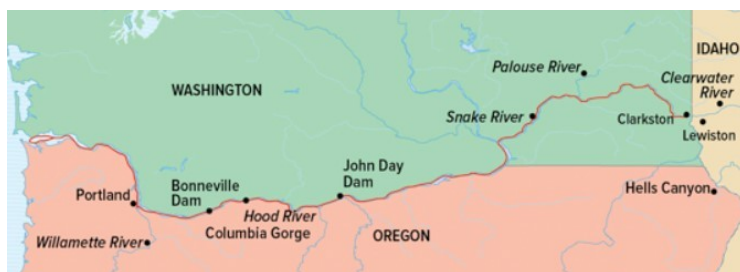 IDAHO
Palouse River
Clearwater
River
WASHINGTON
Snake River
Clarkston
Lewiston
John Day
Dam
Bonneville
Dam
Portland
Hells Canyon
Hood River
Columbia Gorge
Willamette River
OREGON